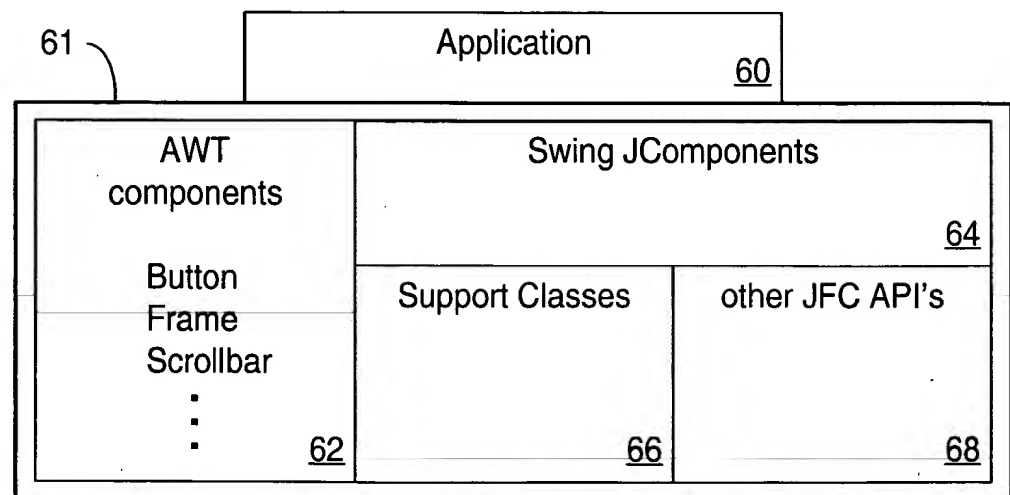 61
Application
60
AWT
components
Button
Frame
Scrollbar
62
Swing JComponents
64
Support Classes
66
other JFC API's
68